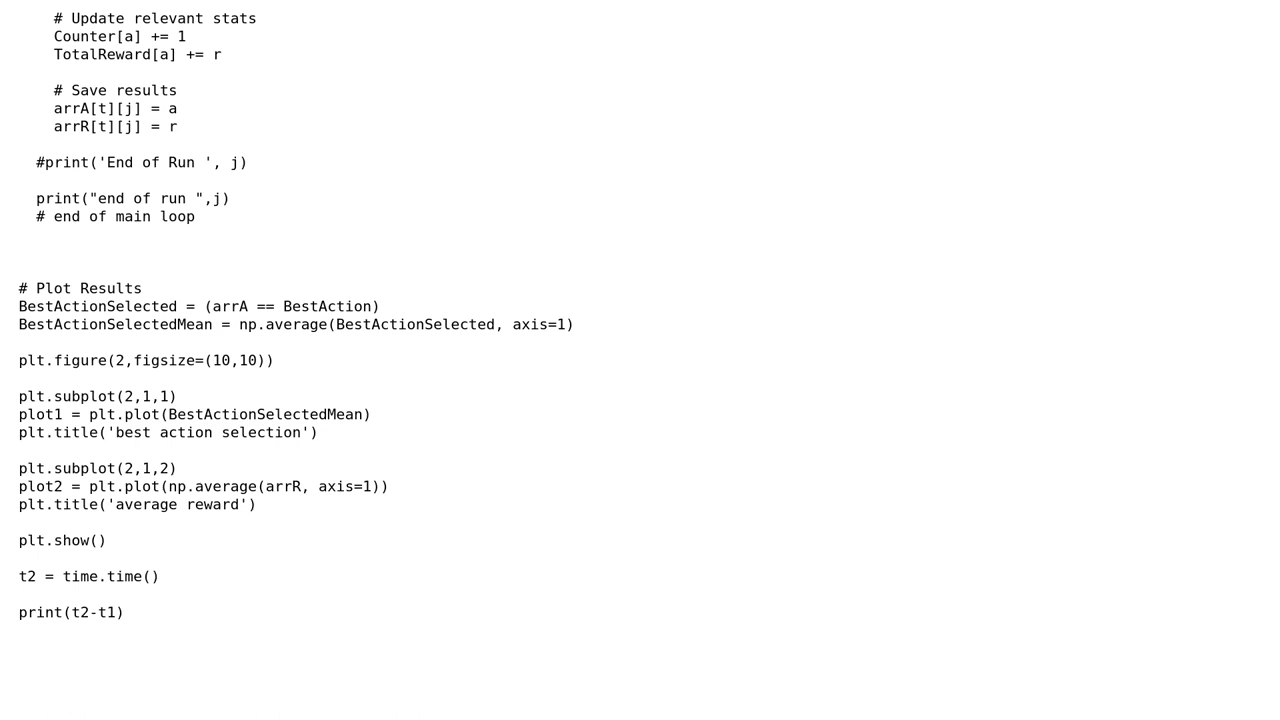 # Update relevant stats
Counter[a] += 1
TotalReward[a] += r
# Save results
arrA[t][j] = a
arrR[t][j] = r
#print('End of Run ', j)
print("end of run ",j)
# end of main loop
# Plot Results
BestActionSelected = (arrA == BestAction)
BestActionSelectedMean = np.average(BestActionSelected, axis=1)
plt.figure(2,figsize=(10,10))
plt.subplot(2,1,1)
plot1 = plt.plot(BestActionSelectedMean)
plt.title('best action selection')
plt.subplot(2,1,2)
plot2 = plt.plot(np.average(arrR, axis=1))
plt.title('average reward')
plt.show()
t2 = time.time()
print(t2-t1)